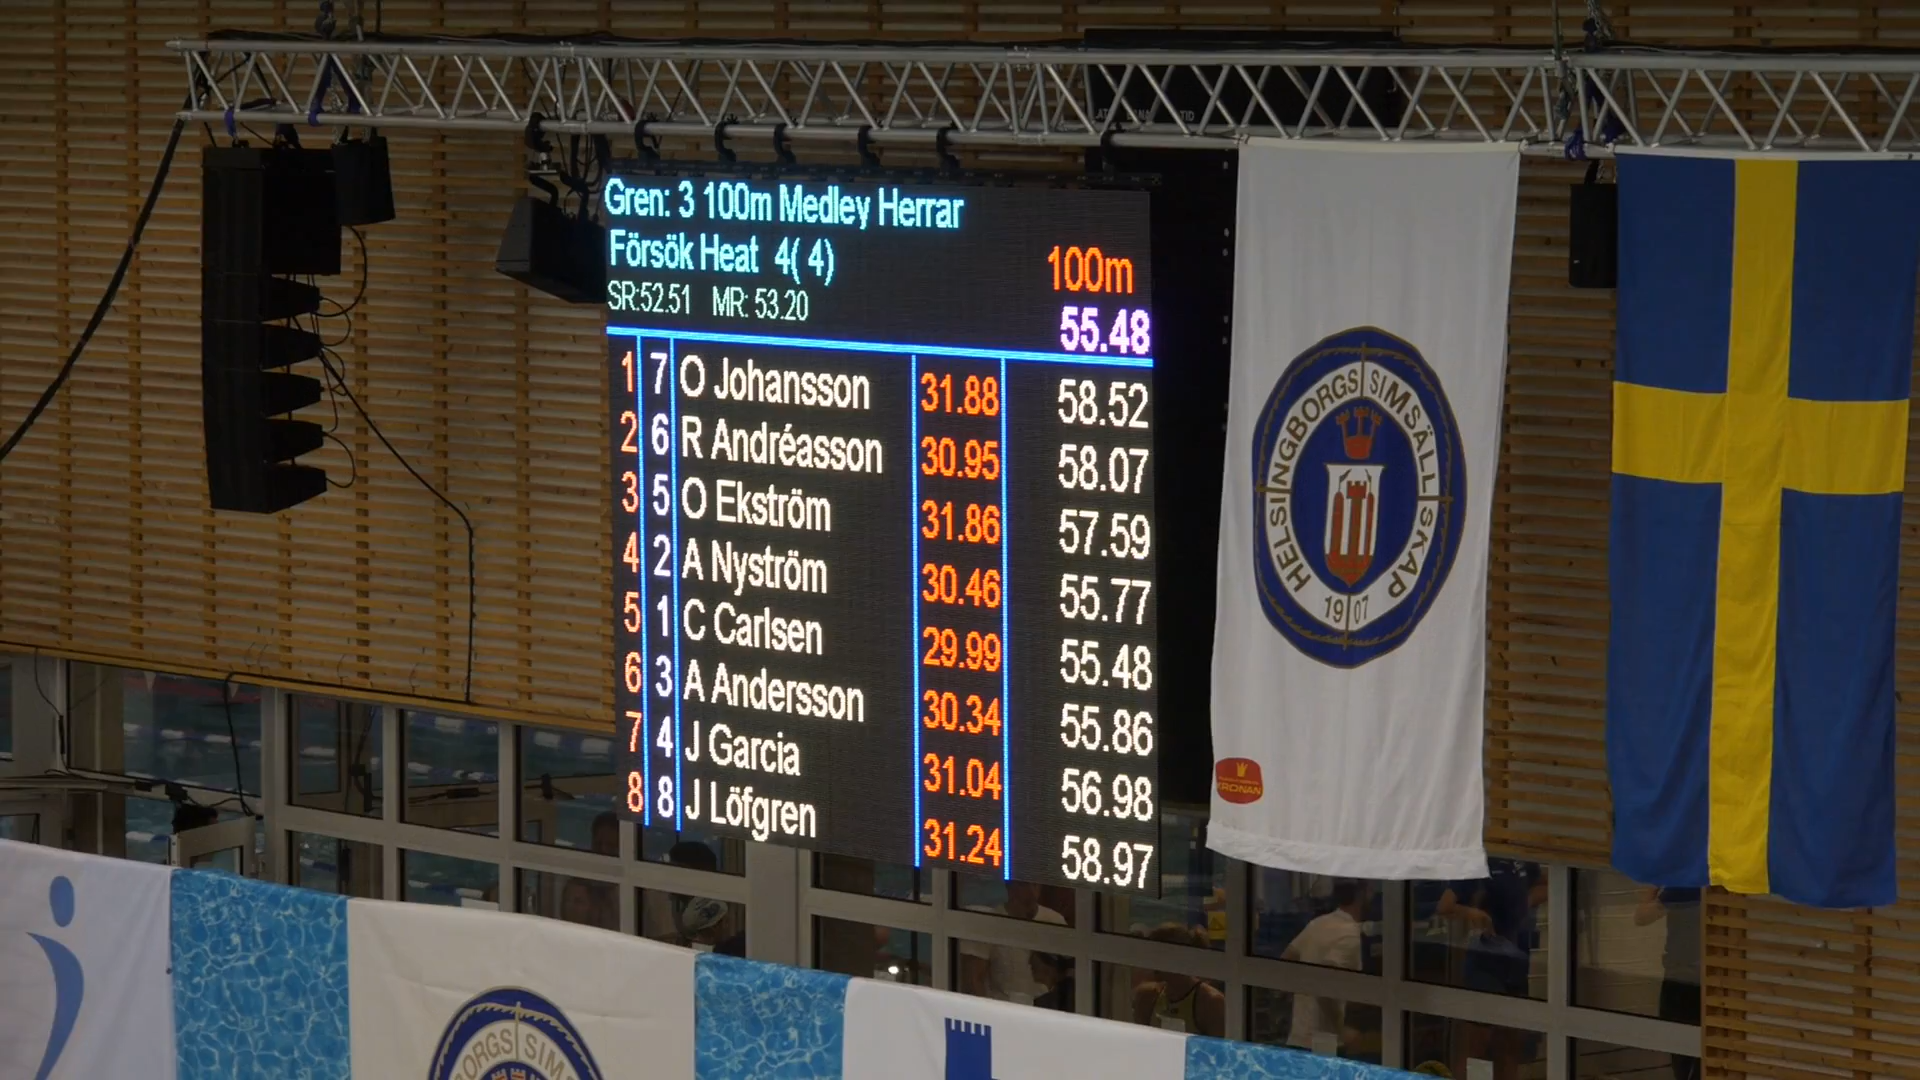 Gren: 3 100m Medley Herrar
Försök Heat 4( 4)
100m
SR:52.51 MR: 53.20
55.48
1 7 O Johansson 31.88 58.52
2 6 R Andréasson 30.95 58.07
3 5 O Ekström 31.86 57.59
4 2 A Nyström 30.46 55.77
5 1 C Carlsen 29.99 55.48
6 3 A Andersson 30.34 55.86
7 4 J Garcia 31.04 56.98
8 8 J Löfgren 31.24 58.97
HELSINGBORGS SIMSÄLLSKAP
1907
KRONAN
BORGS SIMS
TID